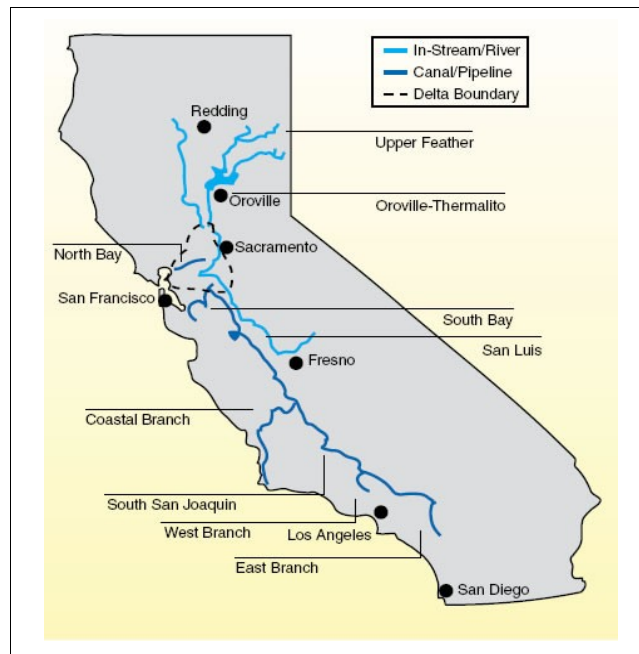 In-Stream/River
Canal/Pipeline
Delta Boundary
Redding
Upper Feather
Oroville
Oroville-Thermalito
Sacramento
North Bay
San Francisco
South Bay
San Luis
Fresno
Coastal Branch
South San Joaquin
West Branch
Los Angeles
East Branch
San Diego